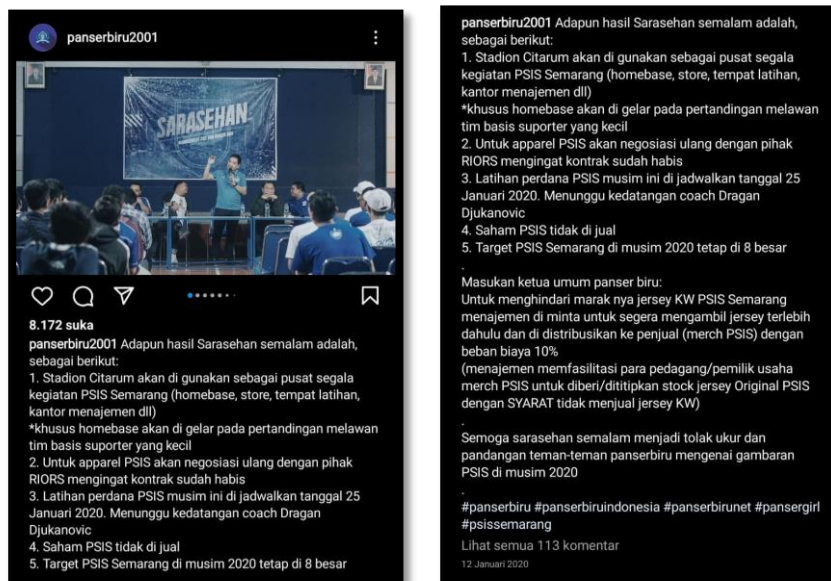 panserbiru2001
SARASEHAN
8.172 suka
panserbiru2001 Adapun hasil Sarasehan semalam adalah,
sebagai berikut:
1. Stadion Citarum akan di gunakan sebagai pusat segala
kegiatan PSIS Semarang (homebase, store, tempat latihan,
kantor menajemen dll)
*khusus homebase akan di gelar pada pertandingan melawan
tim basis suporter yang kecil
2. Untuk apparel PSIS akan negosiasi ulang dengan pihak
RIORS mengingat kontrak sudah habis
3. Latihan perdana PSIS musim ini di jadwalkan tanggal 25
Januari 2020. Menunggu kedatangan coach Dragan
Djukanovic
4. Saham PSIS tidak di jual
5. Target PSIS Semarang di musim 2020 tetap di 8 besar
panserbiru2001 Adapun hasil Sarasehan semalam adalah,
sebagai berikut:
1. Stadion Citarum akan di gunakan sebagai pusat segala
kegiatan PSIS Semarang (homebase, store, tempat latihan,
kantor menajemen dll)
*khusus homebase akan di gelar pada pertandingan melawan
tim basis suporter yang kecil
2. Untuk apparel PSIS akan negosiasi ulang dengan pihak
RIORS mengingat kontrak sudah habis
3. Latihan perdana PSIS musim ini di jadwalkan tanggal 25
Januari 2020. Menunggu kedatangan coach Dragan
Djukanovic
4. Saham PSIS tidak di jual
5. Target PSIS Semarang di musim 2020 tetap di 8 besar
.
Masukan ketua umum panser biru:
Untuk menghindari marak nya jersey KW PSIS Semarang
menajemen di minta untuk segera mengambil jersey terlebih
dahulu dan di distribusikan ke penjual (merch PSIS) dengan
beban biaya 10%
(menajemen memfasilitasi para pedagang/pemilik usaha
merch PSIS untuk diberi/dititipkan stock jersey Original PSIS
dengan SYARAT tidak menjual jersey KW)
.
Semoga sarasehan semalam menjadi tolak ukur dan
pandangan teman-teman panserbiru mengenai gambaran
PSIS di musim 2020
.
#panserbiru #panserbiruindonesia #panserbirunet #pansergirl
#psissemarang
Lihat semua 113 komentar
12 Januari 2020